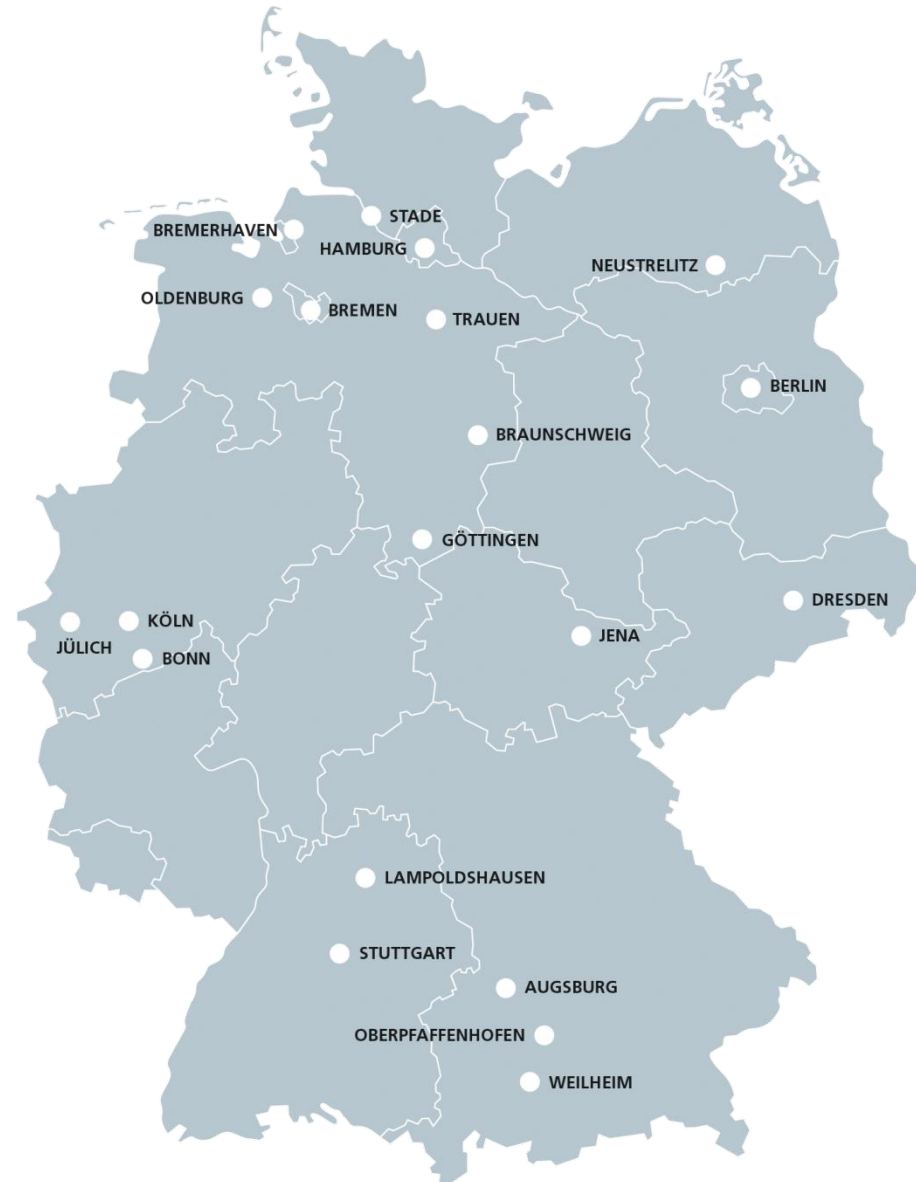 STADE
BREMERHAVEN
HAMBURG
NEUSTRELITZ
OLDENBURG
BREMEN
TRAUEN
BERLIN
BRAUNSCHWEIG
GÖTTINGEN
DRESDEN
KÖLN
JENA
JÜLICH
BONN
LAMPOLDSHAUSEN
STUTTGART
AUGSBURG
OBERPFAFFENHOFEN
WEILHEIM